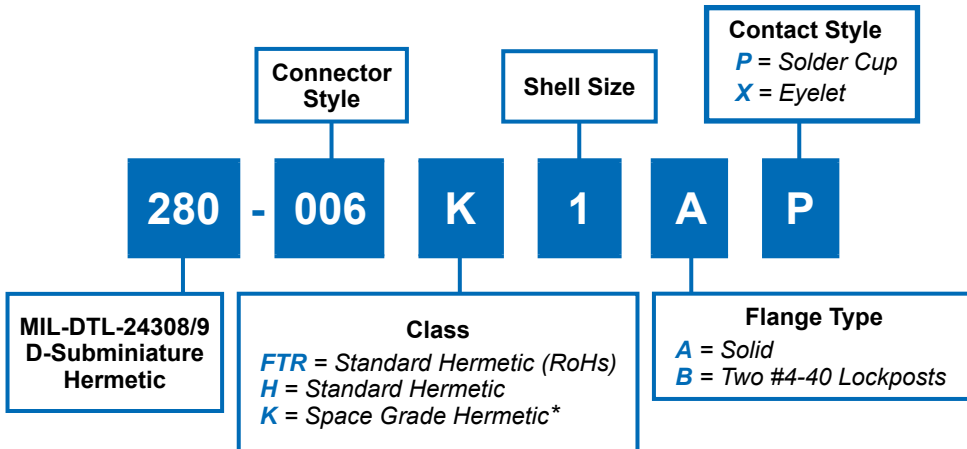 Contact Style
P = Solder Cup
X = Eyelet
Connector
Style
Shell Size
280 - 006 K 1 A P
MIL-DTL-24308/9
D-Subminiature
Hermetic
Class
FTR = Standard Hermetic (RoHs)
H = Standard Hermetic
K = Space Grade Hermetic*
Flange Type
A = Solid
B = Two #4-40 Lockposts